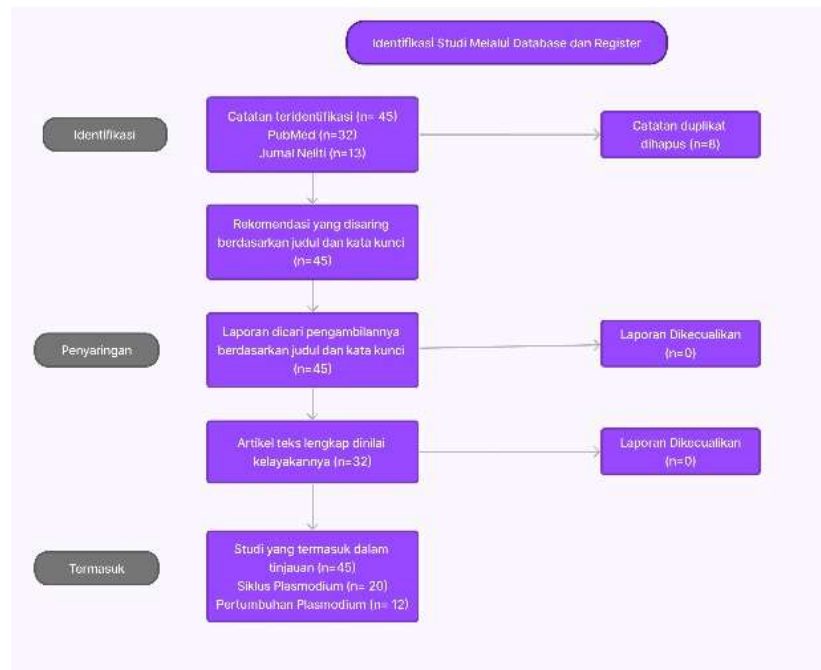 Identifikasi Studi Melalui Database dan Register
Identifikasi
Catatan teridentifikasi (n= 45)
PubMed (n=32)
Jurnal Neliti (n=13)
Catatan duplikat
dihapus (n=8)
Rekomendasi yang disaring
berdasarkan judul dan kata kunci
(n=45)
Penyaringan
Laporan dicari pengambilannya
berdasarkan judul dan kata kunci
(n=45)
Laporan Dikecualikan
(n=0)
Artikel teks lengkap dinilai
kelayakannya (n=32)
Laporan Dikecualikan
(n=0)
Termasuk
Studi yang termasuk dalam
tinjauan (n=45)
Siklus Plasmodium (n= 20)
Pertumbuhan Plasmodium (n= 12)